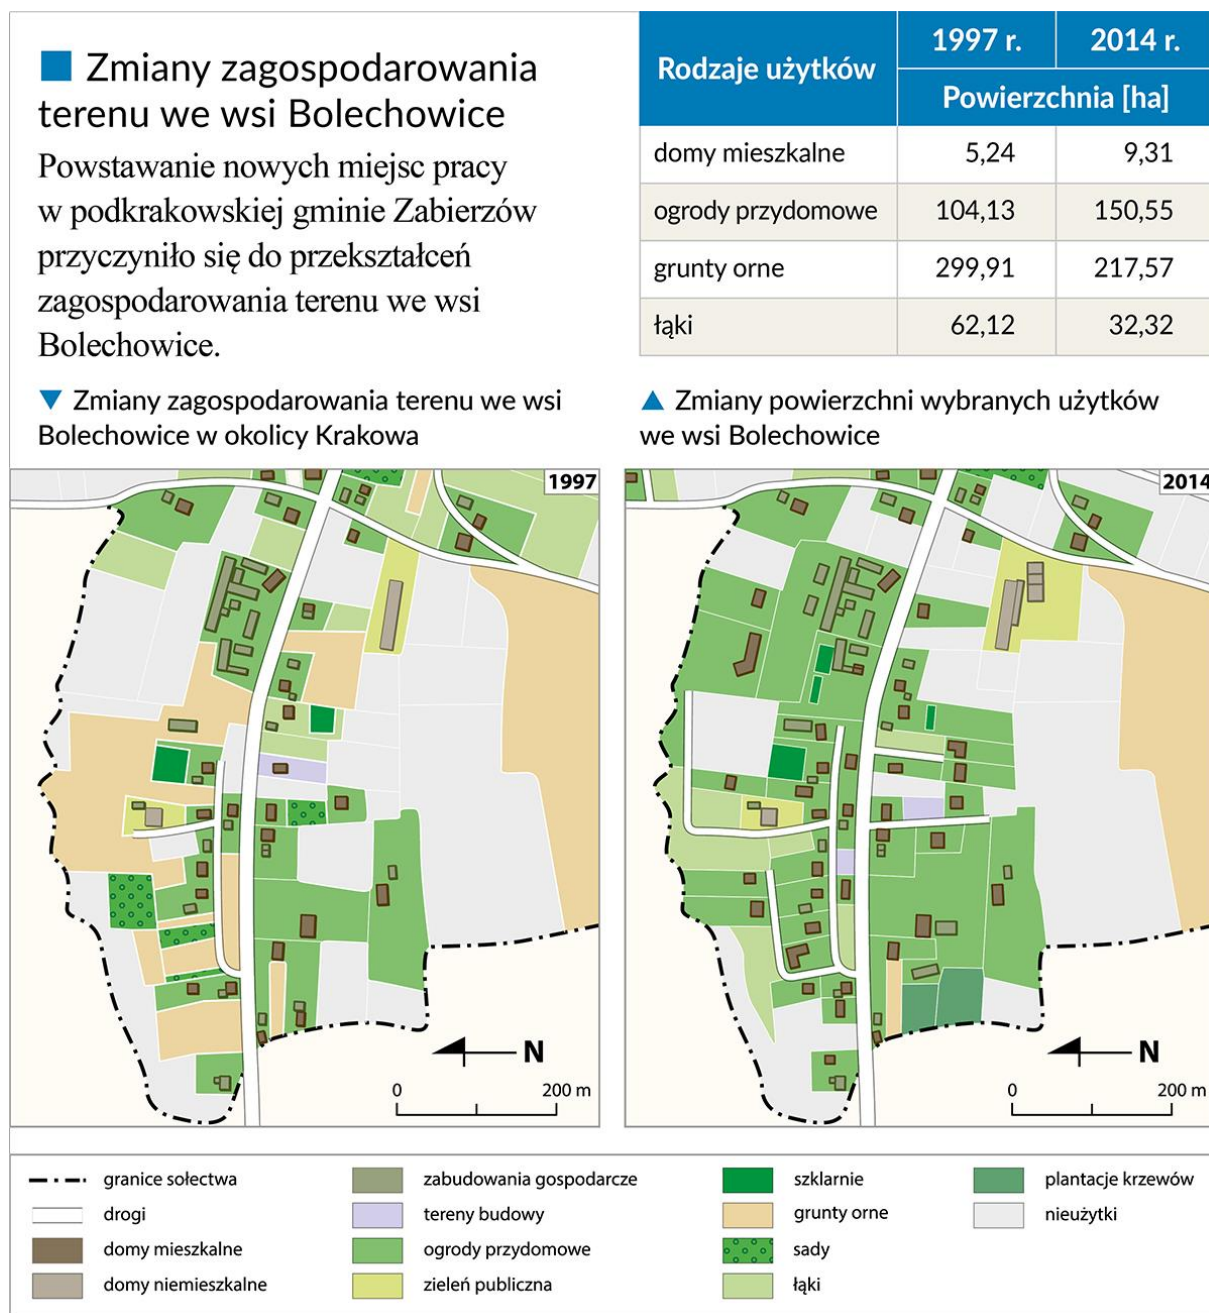 Zmiany zagospodarowania
terenu we wsi Bolechowice
Powstawanie nowych miejsc pracy
w podkrakowskiej gminie Zabierzów
przyczyniło się do przekształceń
zagospodarowania terenu we wsi
Bolechowice.
Rodzaje użytków
1997 r.
2014 r.
Powierzchnia [ha]
domy mieszkalne 5,24 9,31
ogrody przydomowe 104,13 150,55
grunty orne 299,91 217,57
łąki 62,12 32,32
▼ Zmiany zagospodarowania terenu we wsi
Bolechowice w okolicy Krakowa
▲ Zmiany powierzchni wybranych użytków
we wsi Bolechowice
1997
N
0 200 m
2014
N
0 200 m
granice sołectwa
drogi
domy mieszkalne
domy niemieszkalne
zabudowania gospodarcze
tereny budowy
ogrody przydomowe
zieleń publiczna
szklarnie
grunty orne
sady
łąki
plantacje krzewów
nieużytki